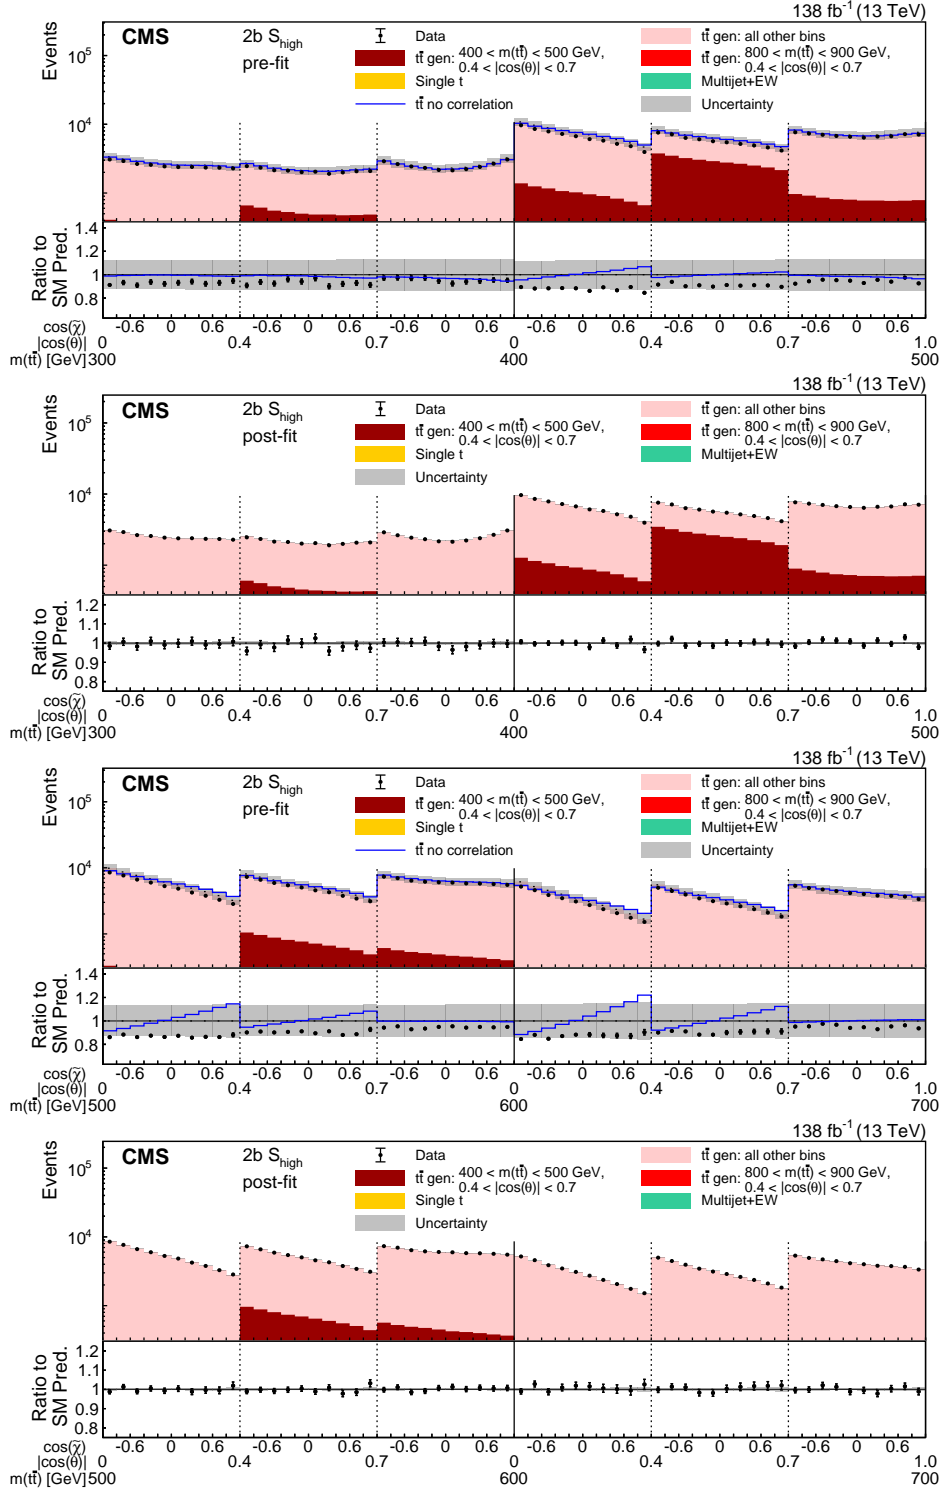 138 fb⁻¹ (13 TeV)
Events
10⁵
10⁴
CMS
2b S_high
pre-fit
Data
tt̄ gen: 400 < m(tt̄) < 500 GeV,
0.4 < |cos(θ)| < 0.7
Single t
tt̄ no correlation
tt̄ gen: all other bins
tt̄ gen: 800 < m(tt̄) < 900 GeV,
0.4 < |cos(θ)| < 0.7
Multijet+EW
Uncertainty
Ratio to
SM Pred.
1.4
1.2
1
0.8
cos(χ̃) -0.6 0 0.6 -0.6 0 0.6 -0.6 0 0.6 -0.6 0 0.6 -0.6 0 0.6 -0.6 0 0.6
|cos(θ)| 0 0.4 0.7 0 0.4 0.7 1.0
m(tt̄) [GeV] 300 400 500
138 fb⁻¹ (13 TeV)
Events
10⁵
10⁴
CMS
2b S_high
post-fit
Data
tt̄ gen: 400 < m(tt̄) < 500 GeV,
0.4 < |cos(θ)| < 0.7
Single t
Uncertainty
tt̄ gen: all other bins
tt̄ gen: 800 < m(tt̄) < 900 GeV,
0.4 < |cos(θ)| < 0.7
Multijet+EW
Ratio to
SM Pred.
1.2
1.1
1
0.9
0.8
cos(χ̃) -0.6 0 0.6 -0.6 0 0.6 -0.6 0 0.6 -0.6 0 0.6 -0.6 0 0.6 -0.6 0 0.6
|cos(θ)| 0 0.4 0.7 0 0.4 0.7 1.0
m(tt̄) [GeV] 300 400 500
138 fb⁻¹ (13 TeV)
Events
10⁵
10⁴
CMS
2b S_high
pre-fit
Data
tt̄ gen: 400 < m(tt̄) < 500 GeV,
0.4 < |cos(θ)| < 0.7
Single t
tt̄ no correlation
tt̄ gen: all other bins
tt̄ gen: 800 < m(tt̄) < 900 GeV,
0.4 < |cos(θ)| < 0.7
Multijet+EW
Uncertainty
Ratio to
SM Pred.
1.4
1.2
1
0.8
cos(χ̃) -0.6 0 0.6 -0.6 0 0.6 -0.6 0 0.6 -0.6 0 0.6 -0.6 0 0.6 -0.6 0 0.6
|cos(θ)| 0 0.4 0.7 0 0.4 0.7 1.0
m(tt̄) [GeV] 500 600 700
138 fb⁻¹ (13 TeV)
Events
10⁵
10⁴
CMS
2b S_high
post-fit
Data
tt̄ gen: 400 < m(tt̄) < 500 GeV,
0.4 < |cos(θ)| < 0.7
Single t
Uncertainty
tt̄ gen: all other bins
tt̄ gen: 800 < m(tt̄) < 900 GeV,
0.4 < |cos(θ)| < 0.7
Multijet+EW
Ratio to
SM Pred.
1.2
1.1
1
0.9
0.8
cos(χ̃) -0.6 0 0.6 -0.6 0 0.6 -0.6 0 0.6 -0.6 0 0.6 -0.6 0 0.6 -0.6 0 0.6
|cos(θ)| 0 0.4 0.7 0 0.4 0.7 1.0
m(tt̄) [GeV] 500 600 700